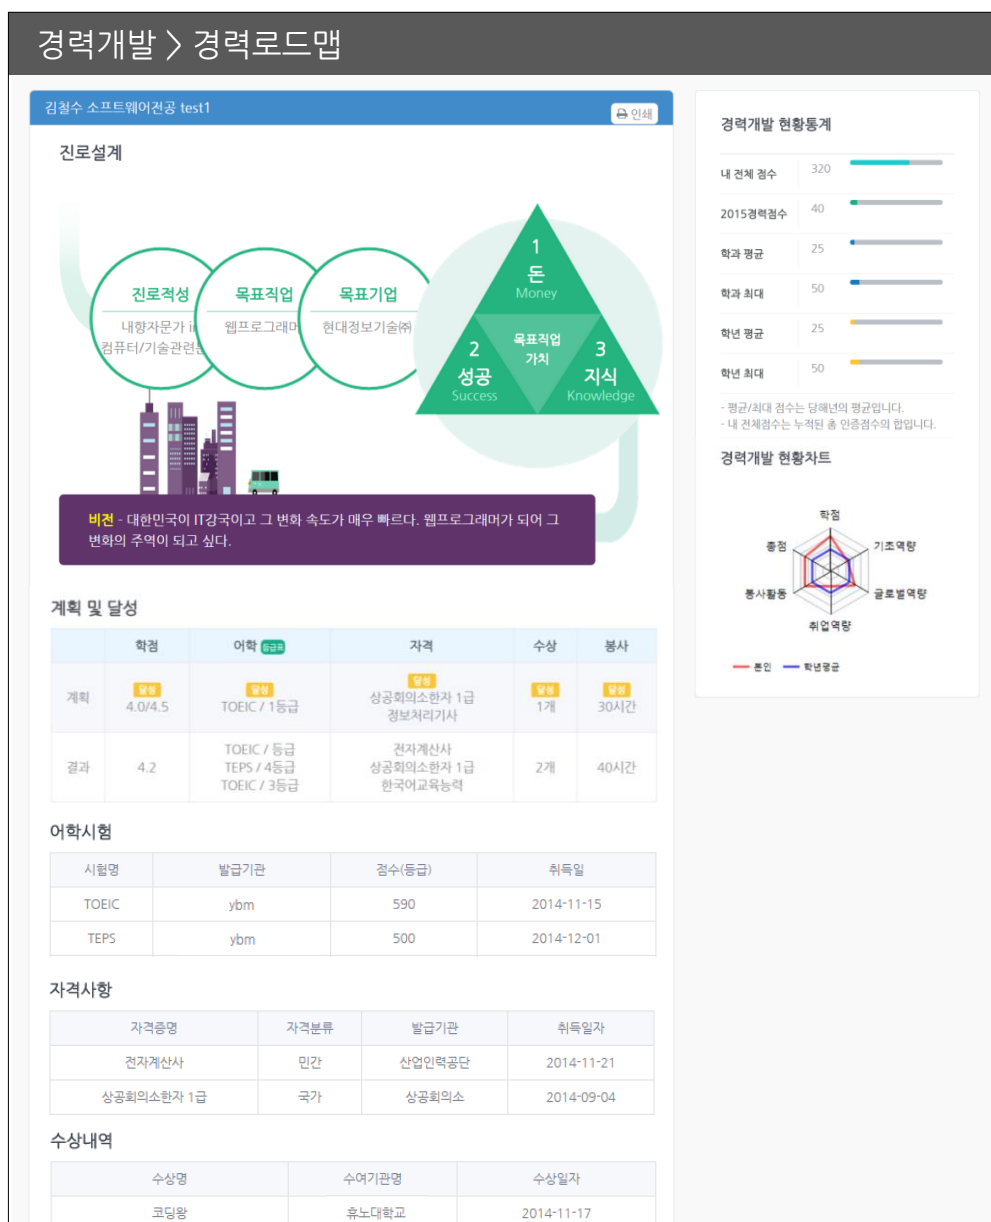 경력개발 > 경력로드맵
김철수 소프트웨어전공 test1
인쇄
진로설계
진로적성
내향자문가 i
컴퓨터/기술관련
목표직업
웹프로그래머
목표기업
현대정보기술㈜
1
돈
Money
목표직업
가치
2
성공
Success
3
지식
Knowledge
비전 - 대한민국이 IT강국이고 그 변화 속도가 매우 빠르다. 웹프로그래머가 되어 그
변화의 주역이 되고 싶다.
계획 및 달성
학점 어학 등급표 자격 수상 봉사
계획
달성 달성 달성 달성 달성
4.0/4.5 TOEIC / 1등급 상공회의소한자 1급 1개 30시간
정보처리기사
TOEIC / 등급 전자계산사
결과 4.2 TEPS / 4등급 상공회의소한자 1급 2개 40시간
TOEIC / 3등급 한국어교육능력
어학시험
시험명 발급기관 점수(등급) 취득일
TOEIC ybm 590 2014-11-15
TEPS ybm 500 2014-12-01
자격사항
자격증명 자격분류 발급기관 취득일자
전자계산사 민간 산업인력공단 2014-11-21
상공회의소한자 1급 국가 상공회의소 2014-09-04
수상내역
수상명 수여기관명 수상일자
코딩왕 휴노대학교 2014-11-17
경력개발 현황통계
내 전체 점수 320
2015경력점수 40
학과 평균 25
학과 최대 50
학년 평균 25
학년 최대 50
- 평균/최대 점수는 당해년의 평균입니다.
- 내 전체점수는 누적된 총 인증점수의 합입니다.
경력개발 현황차트
학점
총점 기초역량
봉사활동 글로벌역량
취업역량
본인 학년평균